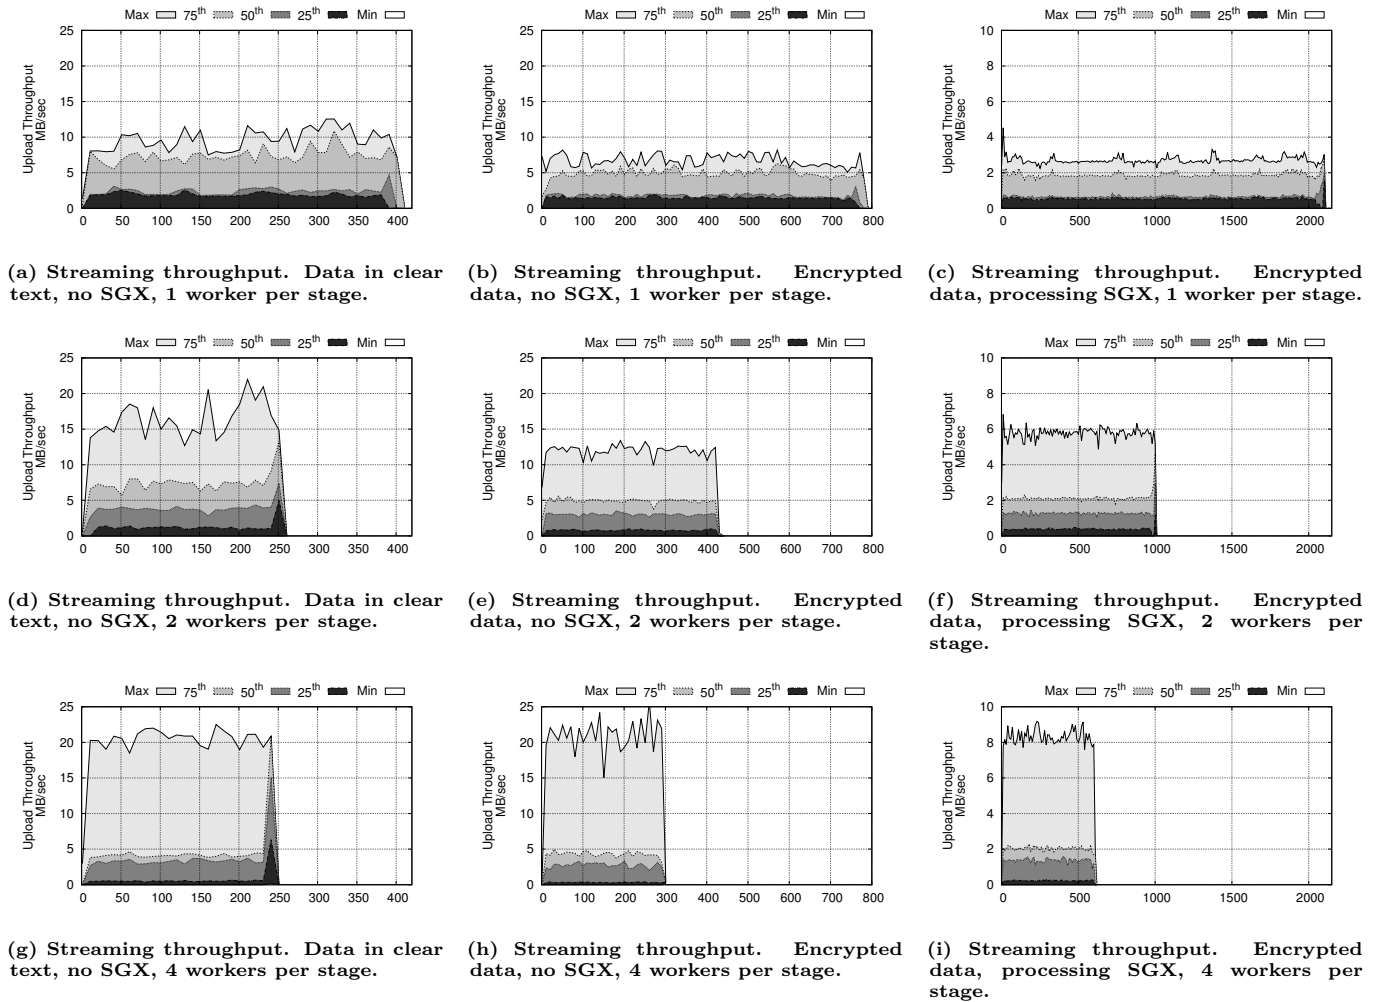 Max 75th 50th 25th Min
Max 75th 50th 25th Min
Max 75th 50th 25th Min
Upload Throughput
MB/sec
25
20
15
10
5
0
0 50 100 150 200 250 300 350 400
Upload Throughput
MB/sec
25
20
15
10
5
0
0 100 200 300 400 500 600 700 800
Upload Throughput
MB/sec
10
8
6
4
2
0
0 500 1000 1500 2000
(a) Streaming throughput. Data in clear
text, no SGX, 1 worker per stage.
(b) Streaming throughput. Encrypted
data, no SGX, 1 worker per stage.
(c) Streaming throughput. Encrypted
data, processing SGX, 1 worker per stage.
Max 75th 50th 25th Min
Max 75th 50th 25th Min
Max 75th 50th 25th Min
Upload Throughput
MB/sec
25
20
15
10
5
0
0 50 100 150 200 250 300 350 400
Upload Throughput
MB/sec
25
20
15
10
5
0
0 100 200 300 400 500 600 700 800
Upload Throughput
MB/sec
10
8
6
4
2
0
0 500 1000 1500 2000
(d) Streaming throughput. Data in clear
text, no SGX, 2 workers per stage.
(e) Streaming throughput. Encrypted
data, no SGX, 2 workers per stage.
(f) Streaming throughput. Encrypted
data, processing SGX, 2 workers per
stage.
Max 75th 50th 25th Min
Max 75th 50th 25th Min
Max 75th 50th 25th Min
Upload Throughput
MB/sec
25
20
15
10
5
0
0 50 100 150 200 250 300 350 400
Upload Throughput
MB/sec
25
20
15
10
5
0
0 100 200 300 400 500 600 700 800
Upload Throughput
MB/sec
10
8
6
4
2
0
0 500 1000 1500 2000
(g) Streaming throughput. Data in clear
text, no SGX, 4 workers per stage.
(h) Streaming throughput. Encrypted
data, no SGX, 4 workers per stage.
(i) Streaming throughput. Encrypted
data, processing SGX, 4 workers per
stage.